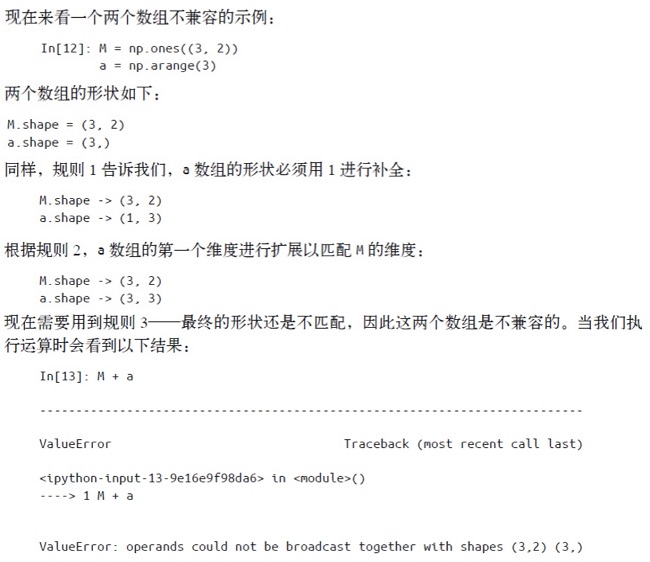 现在来看一个两个数组不兼容的示例：
In[12]: M = np.ones((3, 2))
a = np.arange(3)
两个数组的形状如下：
M.shape = (3, 2)
a.shape = (3,)
同样，规则 1 告诉我们，a 数组的形状必须用 1 进行补全：
M.shape -> (3, 2)
a.shape -> (1, 3)
根据规则 2，a 数组的第一个维度进行扩展以匹配 M 的维度：
M.shape -> (3, 2)
a.shape -> (3, 3)
现在需要用到规则 3——最终的形状还是不匹配，因此这两个数组是不兼容的。当我们执
行运算时会看到以下结果：
In[13]: M + a
---------------------------------------------------------------------------
ValueError Traceback (most recent call last)
<ipython-input-13-9e16e9f98da6> in <module>()
----> 1 M + a
ValueError: operands could not be broadcast together with shapes (3,2) (3,)